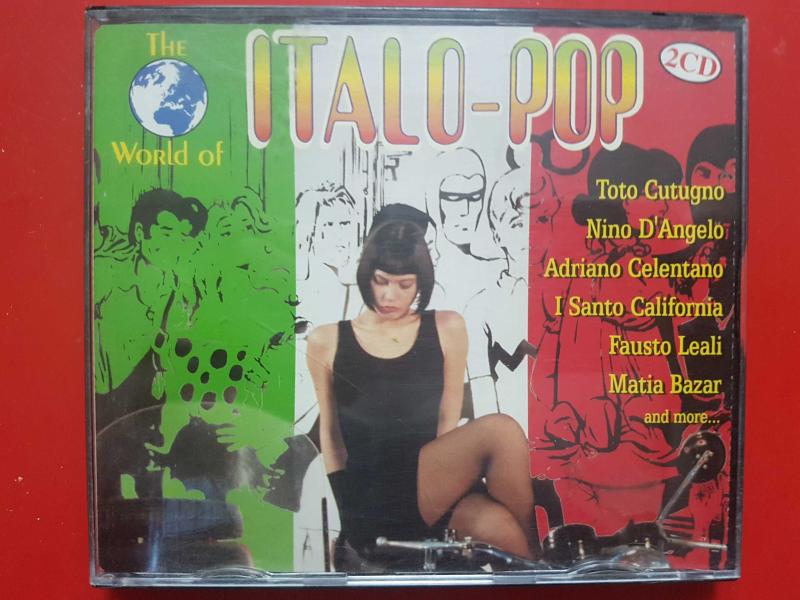 The
World of
ITALO-POP
2CD
Toto Cutugno
Nino D'Angelo
Adriano Celentano
I Santo California
Fausto Leali
Matia Bazar
and more...